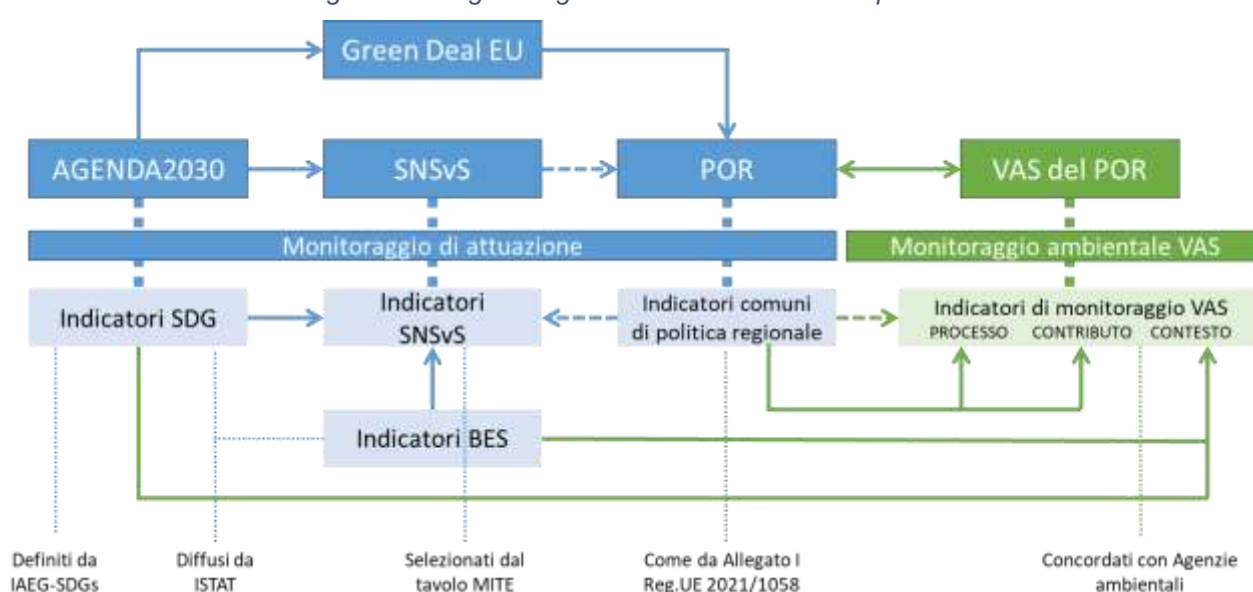 Green Deal EU
AGENDA2030
SNSvS
POR
VAS del POR
Monitoraggio di attuazione
Monitoraggio ambientale VAS
Indicatori SDG
Indicatori
SNSvS
Indicatori comuni
di politica regionale
Indicatori di monitoraggio VAS
PROCESSO CONTRIBUTO CONTESTO
Indicatori BES
Definiti da
IAEG-SDGs
Diffusi da
ISTAT
Selezionati dal
tavolo MITE
Come da Allegato I
Reg.UE 2021/1058
Concordati con Agenzie
ambientali